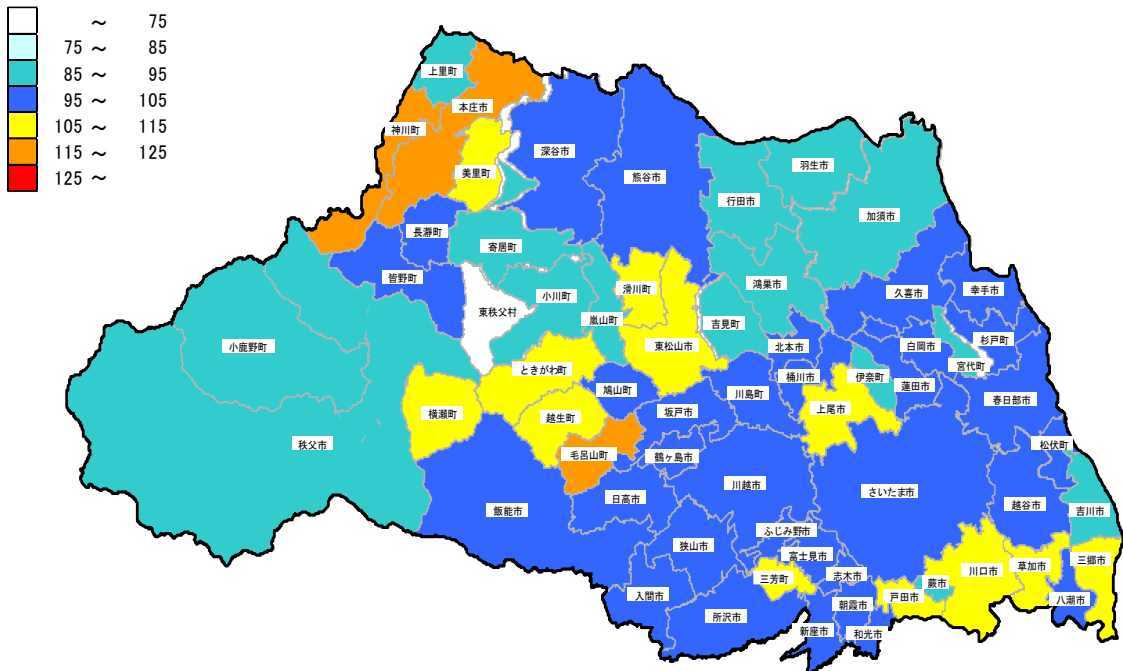 ～ 75
75 ～ 85
85 ～ 95
95 ～ 105
105 ～ 115
115 ～ 125
125 ～
上里町
本庄市
神川町
美里町
深谷市
熊谷市
羽生市
行田市
加須市
長瀞町
寄居町
皆野町
鴻巣市
久喜市
幸手市
小川町
滑川町
東秩父村
嵐山町
吉見町
小鹿野町
東松山市
北本市
白岡市
杉戸町
宮代町
ときがわ町
桶川市
伊奈町
蓮田市
鳩山町
川島町
春日部市
横瀬町
越生町
坂戸市
上尾市
秩父市
松伏町
毛呂山町
鶴ヶ島市
川越市
さいたま市
日高市
越谷市
吉川市
飯能市
ふじみ野市
狭山市
富士見市
三芳町
志木市
川口市
草加市
三郷市
蕨市
入間市
戸田市
八潮市
朝霞市
所沢市
新座市
和光市